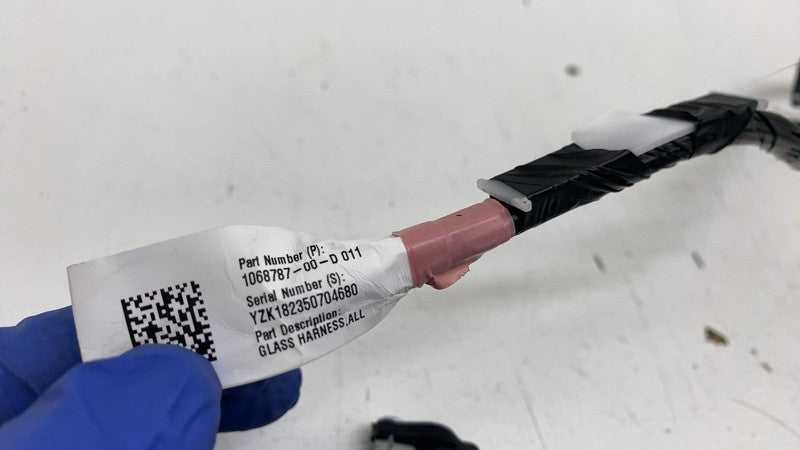 Part Number (P):
1068787-00-D 011
Serial Number (S):
YZK182350704680
Part Description:
GLASS HARNESS,ALL